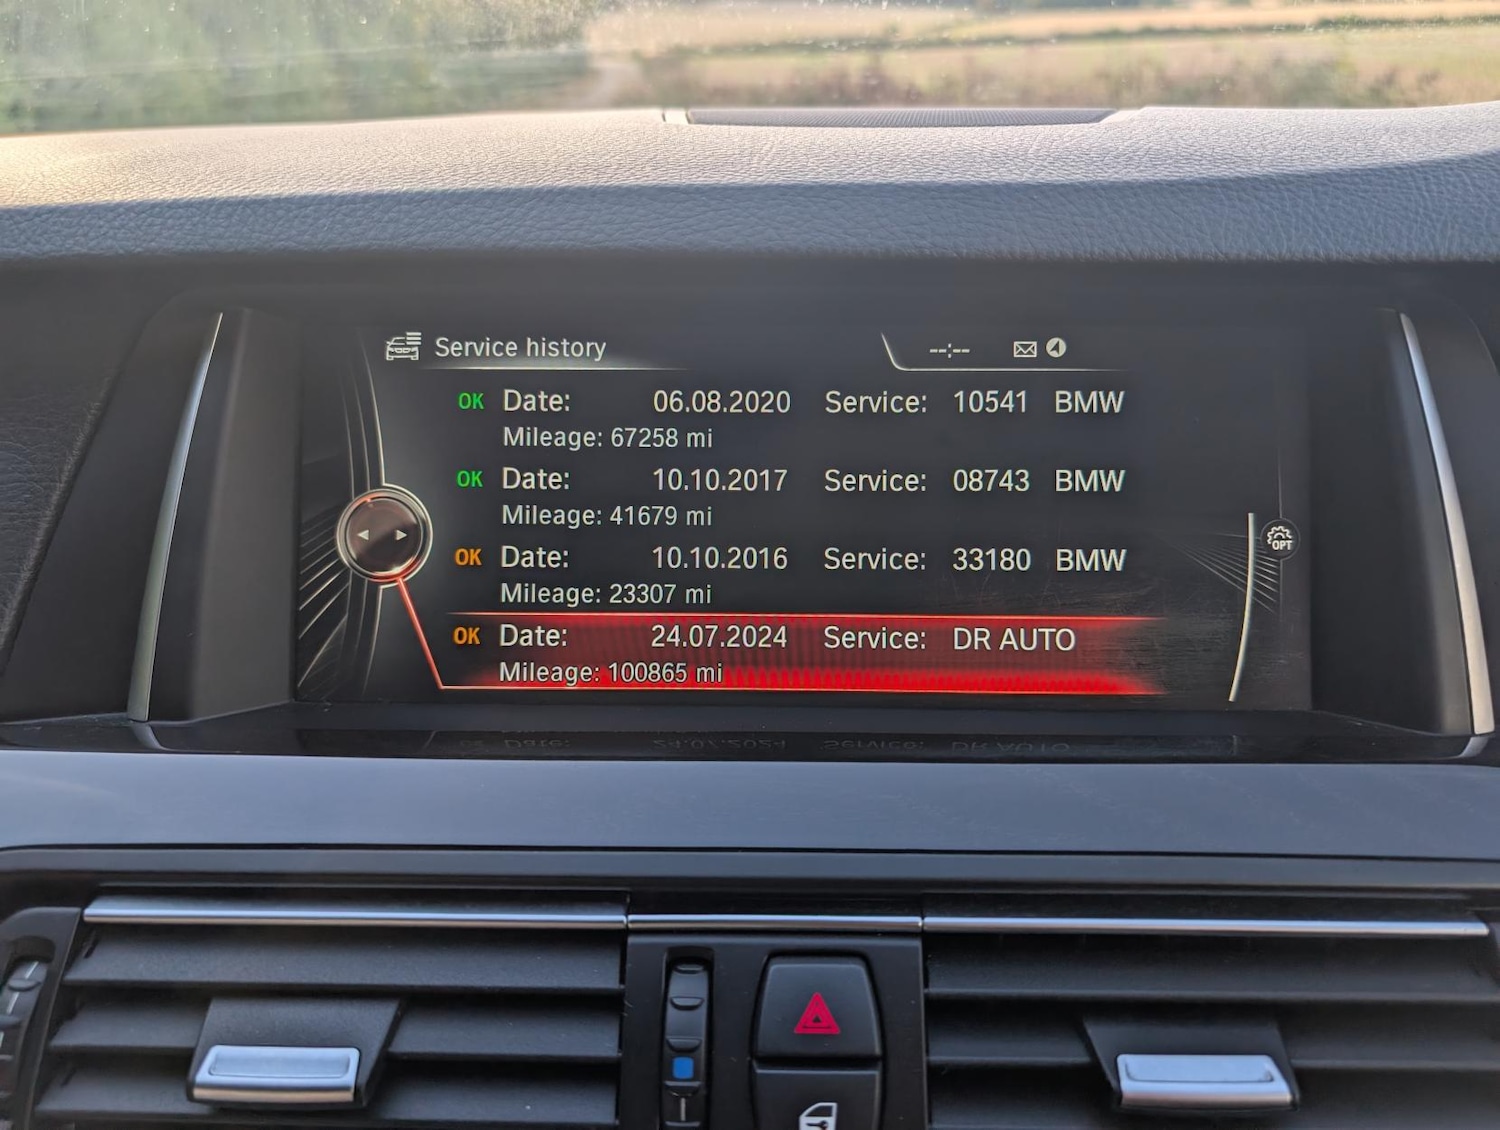 Service history --:--
OK Date: 06.08.2020 Service: 10541 BMW
Mileage: 67258 mi
OK Date: 10.10.2017 Service: 08743 BMW
Mileage: 41679 mi
OK Date: 10.10.2016 Service: 33180 BMW
Mileage: 23307 mi
OK Date: 24.07.2024 Service: DR AUTO
Mileage: 100865 mi
OPT